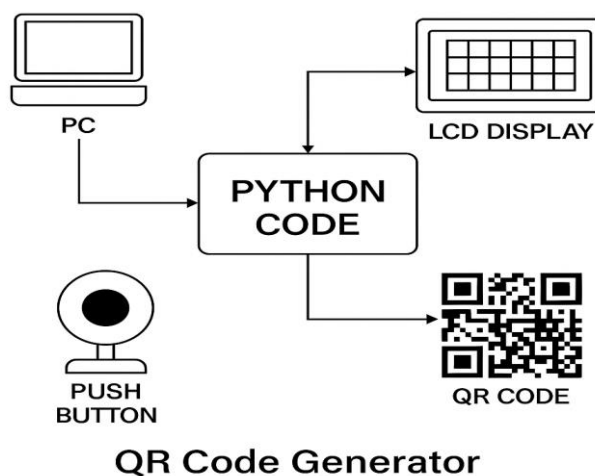 PC
LCD DISPLAY
PYTHON
CODE
PUSH
BUTTON
QR CODE
QR Code Generator